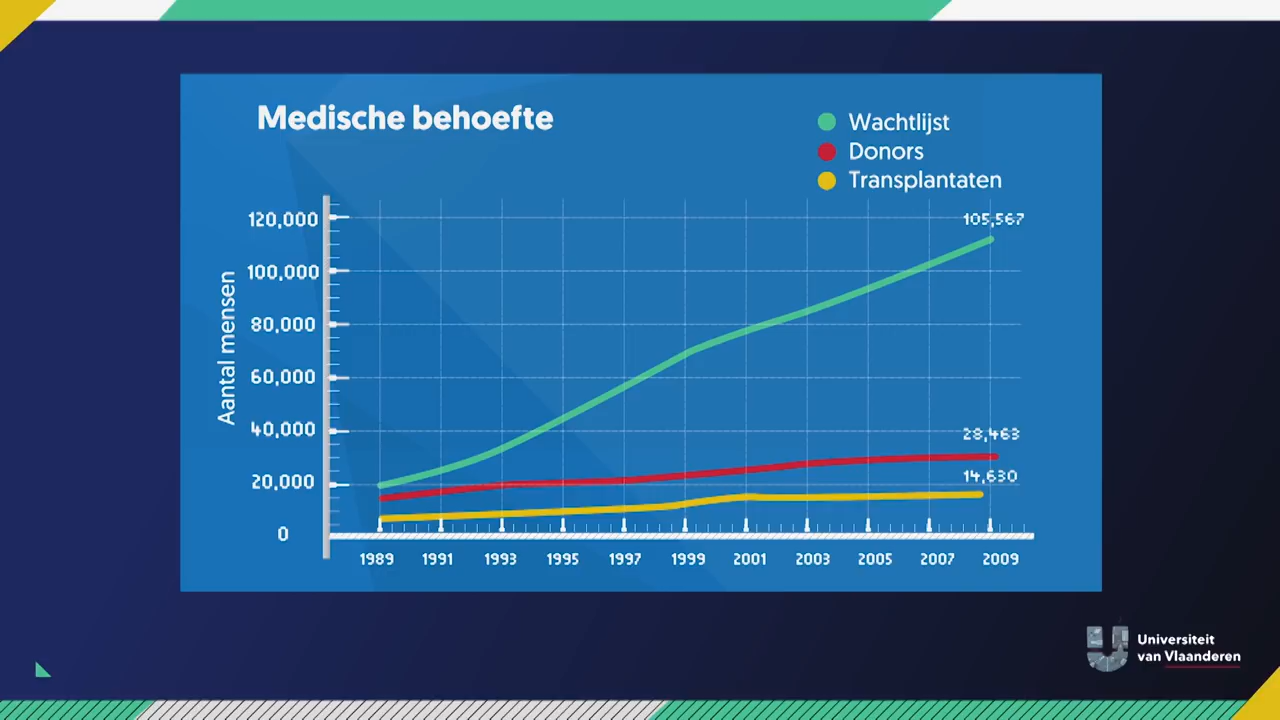 Medische behoefte
Wachtlijst
Donors
Transplantaten
Aantal mensen
120,000
100,000
80,000
60,000
40,000
20,000
0
105,567
28,463
14,630
1989 1991 1993 1995 1997 1999 2001 2003 2005 2007 2009
Universiteit
van Vlaanderen